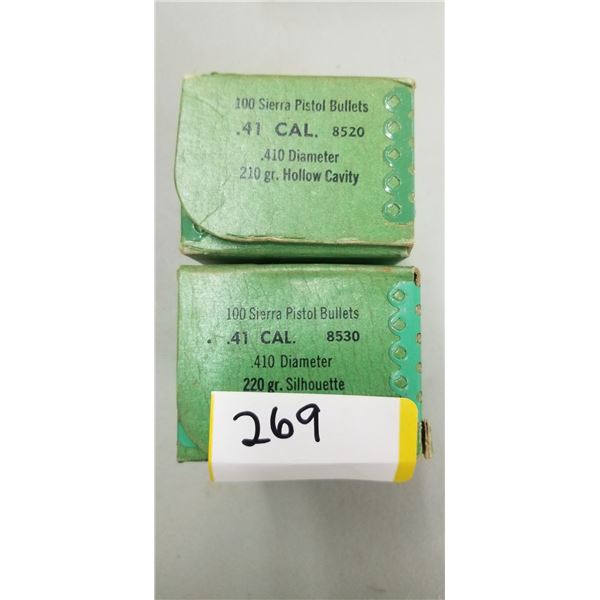 100 Sierra Pistol Bullets
.41 CAL. 8520
.410 Diameter
210 gr. Hollow Cavity
100 Sierra Pistol Bullets
.41 CAL. 8530
.410 Diameter
220 gr. Silhouette
269